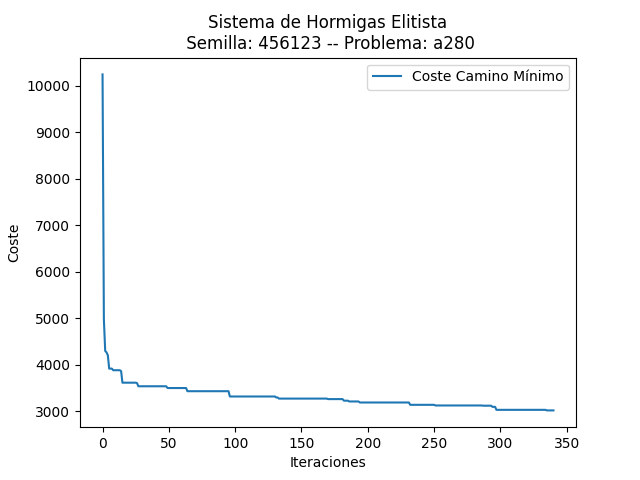 Sistema de Hormigas Elitista
Semilla: 456123 -- Problema: a280
Coste Camino Mínimo
10000
9000
8000
7000
6000
5000
4000
3000
Coste
0 50 100 150 200 250 300 350
Iteraciones